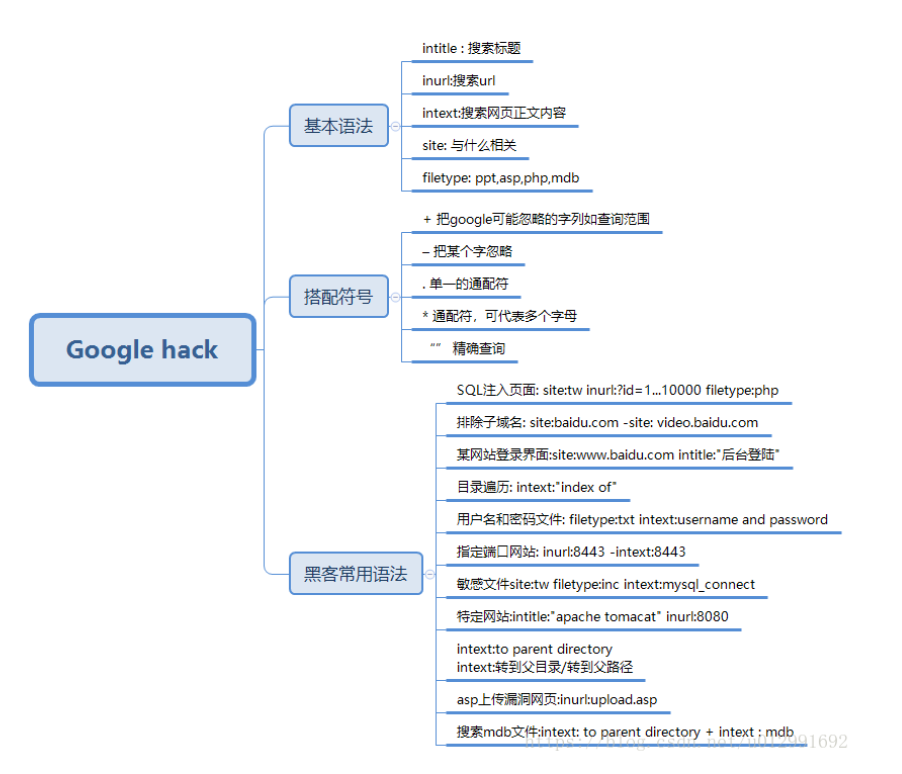 Google hack
基本语法
intitle : 搜索标题
inurl:搜索url
intext:搜索网页正文内容
site: 与什么相关
filetype: ppt,asp,php,mdb
搭配符号
+ 把google可能忽略的字列如查询范围
– 把某个字忽略
. 单一的通配符
* 通配符，可代表多个字母
“” 精确查询
黑客常用语法
SQL注入页面: site:tw inurl:?id=1...10000 filetype:php
排除子域名: site:baidu.com -site: video.baidu.com
某网站登录界面:site:www.baidu.com intitle:"后台登陆"
目录遍历: intext:"index of"
用户名和密码文件: filetype:txt intext:username and password
指定端口网站: inurl:8443 -intext:8443
敏感文件site:tw filetype:inc intext:mysql_connect
特定网站:intitle:"apache tomacat" inurl:8080
intext:to parent directory
intext:转到父目录/转到父路径
asp上传漏洞网页:inurl:upload.asp
搜索mdb文件:intext: to parent directory + intext : mdb
https://blog.csdn.net/u012991692